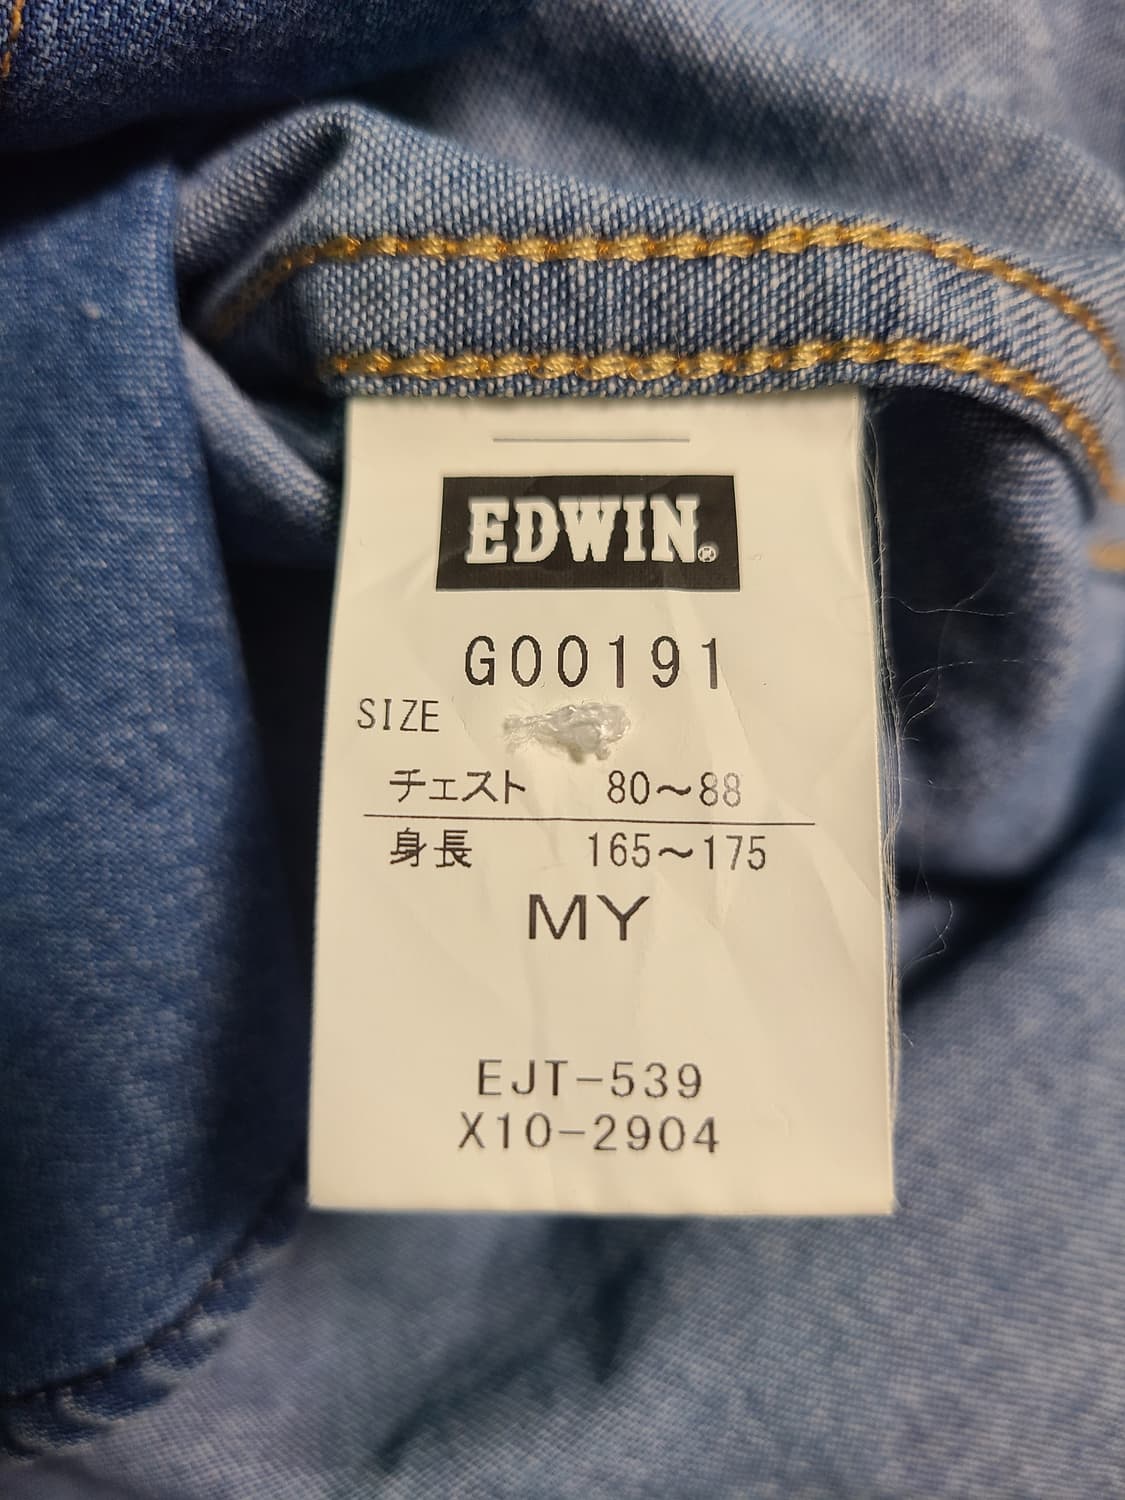 EDWIN®
G00191
SIZE
チェスト 80～88
身長 165～175
MY
EJT-539
X10-2904